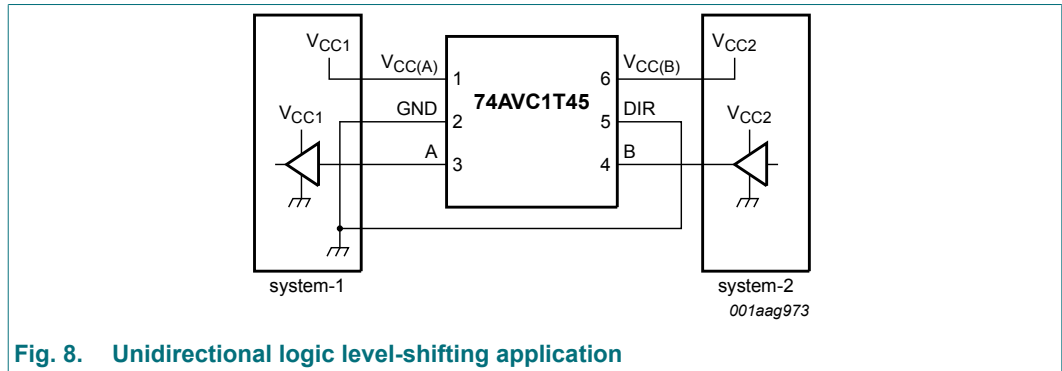 VCC1
VCC(A)
1
GND
2
A
3
VCC1
74AVC1T45
VCC2
VCC(B)
6
DIR
5
B
4
VCC2
system-1
system-2
001aag973
Fig. 8. Unidirectional logic level-shifting application